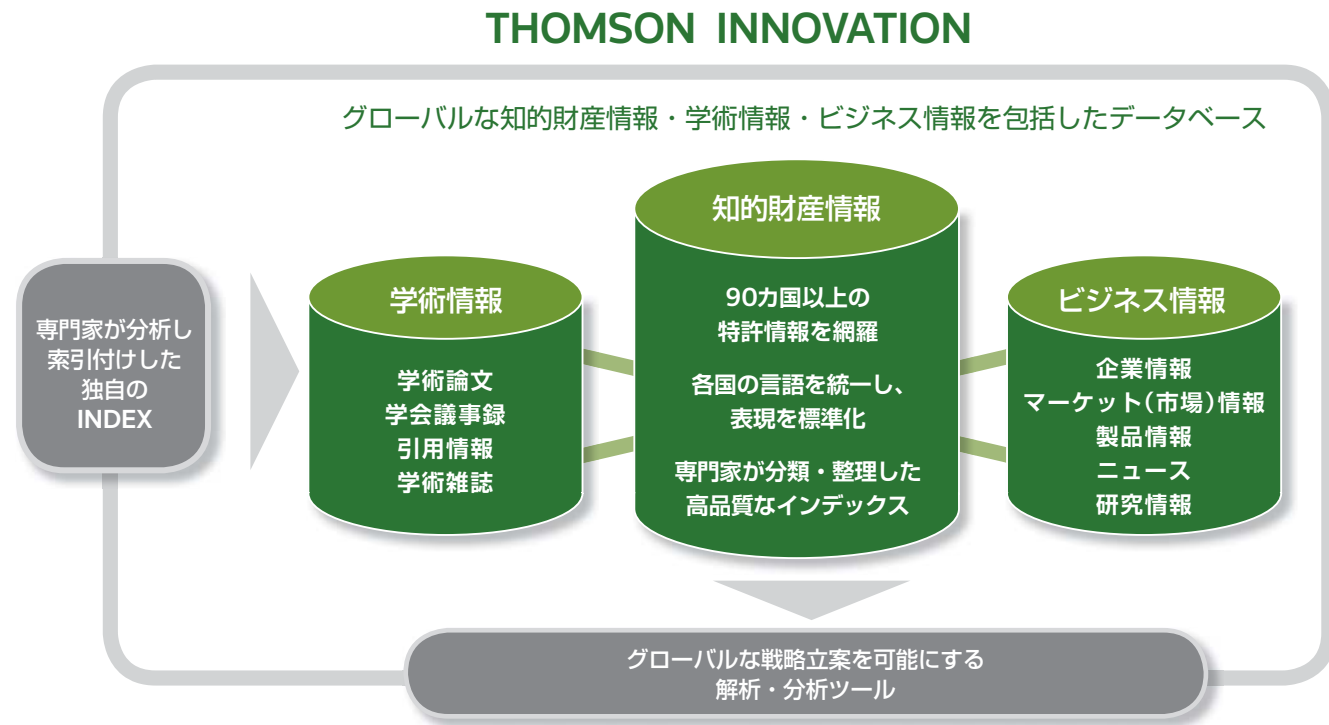 THOMSON INNOVATION
グローバルな知的財産情報・学術情報・ビジネス情報を包括したデータベース
専門家が分析し
索引付けした
独自の
INDEX
学術情報
学術論文
学会議事録
引用情報
学術雑誌
知的財産情報
90カ国以上の
特許情報を網羅
各国の言語を統一し、
表現を標準化
専門家が分類・整理した
高品質なインデックス
ビジネス情報
企業情報
マーケット(市場)情報
製品情報
ニュース
研究情報
グローバルな戦略立案を可能にする
解析・分析ツール